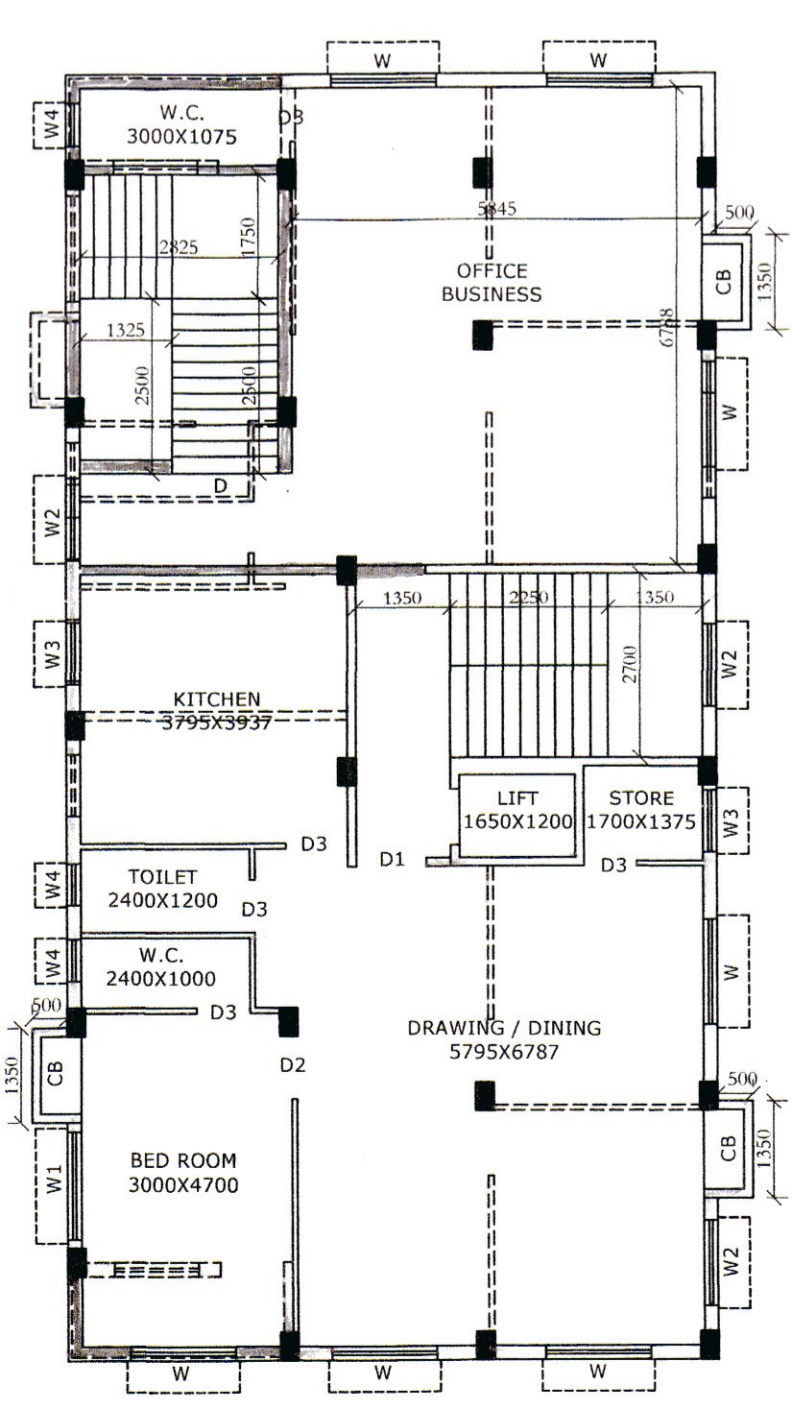 W
W
W.C.
3000X1075
D3
W4
5845
500
2825
1750
OFFICE
BUSINESS
CB
1350
1325
6788
2500
2500
W
D
W2
1350
2250
1350
W3
2700
W2
KITCHEN
3795X3937
LIFT
1650X1200
STORE
1700X1375
W3
D3
D1
D3
TOILET
2400X1200
W4
D3
W.C.
2400X1000
W4
W
500
D3
DRAWING / DINING
5795X6787
CB
1350
D2
500
BED ROOM
3000X4700
CB
1350
W1
W2
W
W
W